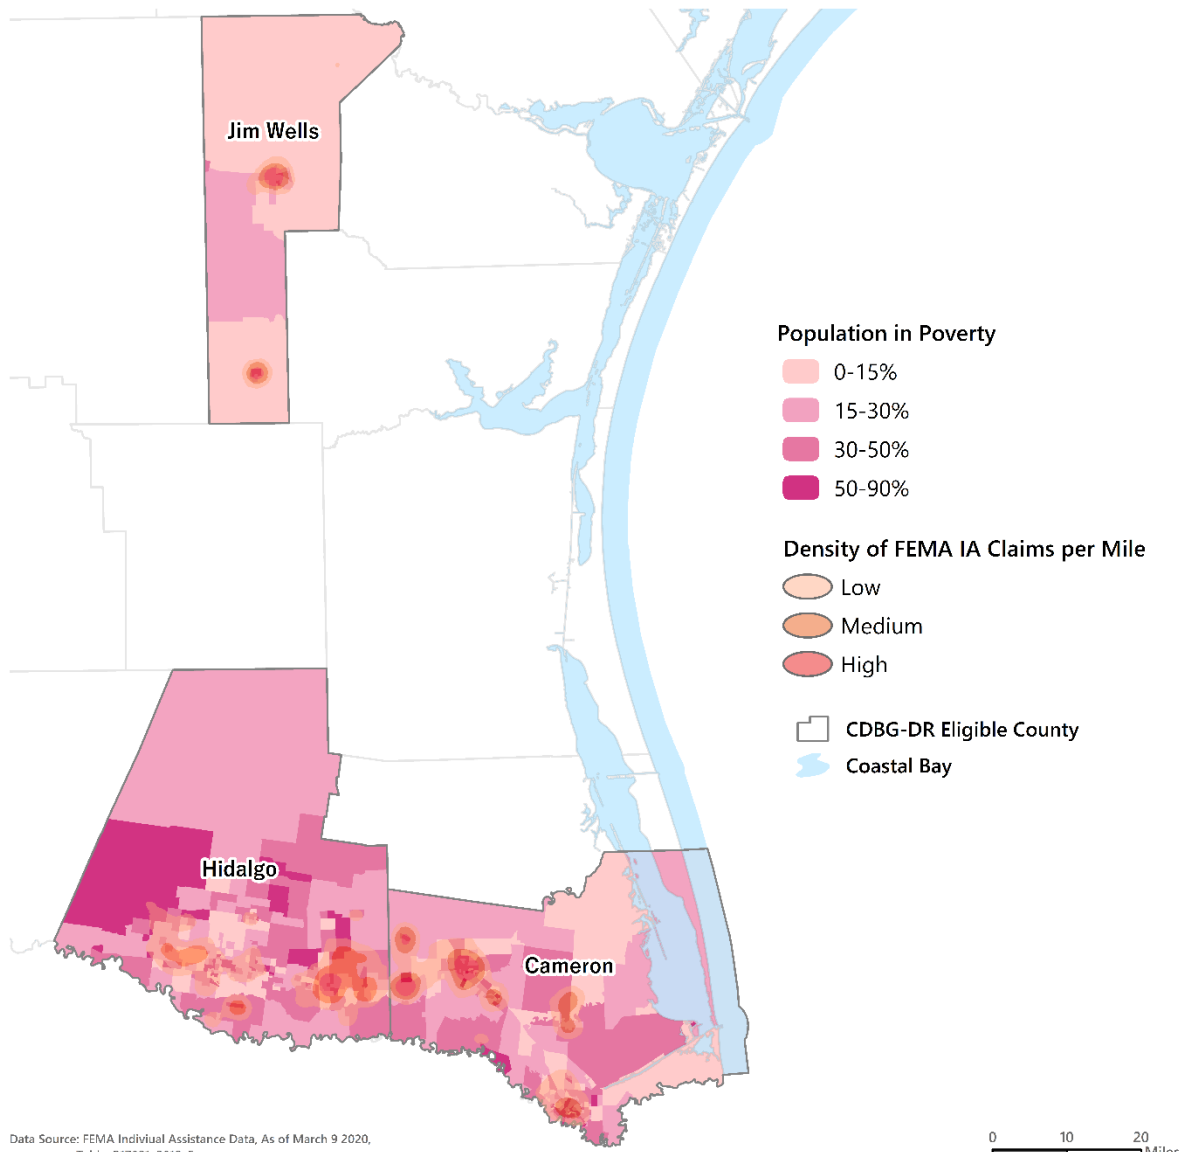 Jim Wells
Population in Poverty
0-15%
15-30%
30-50%
50-90%
Density of FEMA IA Claims per Mile
Low
Medium
High
CDBG-DR Eligible County
Coastal Bay
Hidalgo
Cameron
Data Source: FEMA Indiviual Assistance Data, As of March 9 2020,
0 10 20
Miles